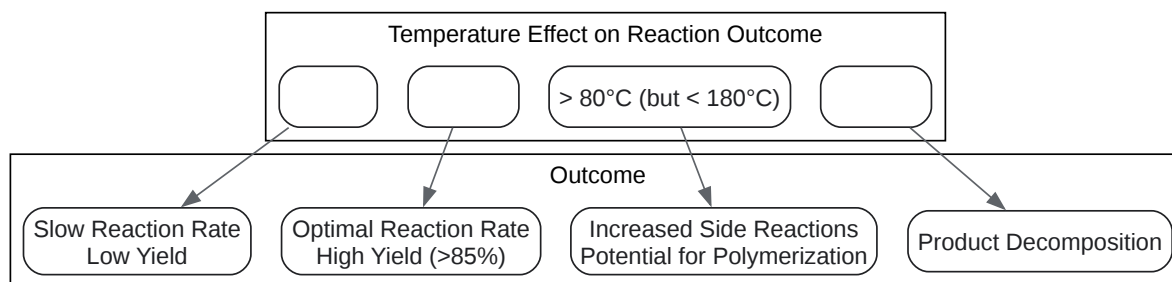 Temperature Effect on Reaction Outcome
> 80°C (but < 180°C)
Outcome
Slow Reaction Rate
Low Yield
Optimal Reaction Rate
High Yield (>85%)
Increased Side Reactions
Potential for Polymerization
Product Decomposition